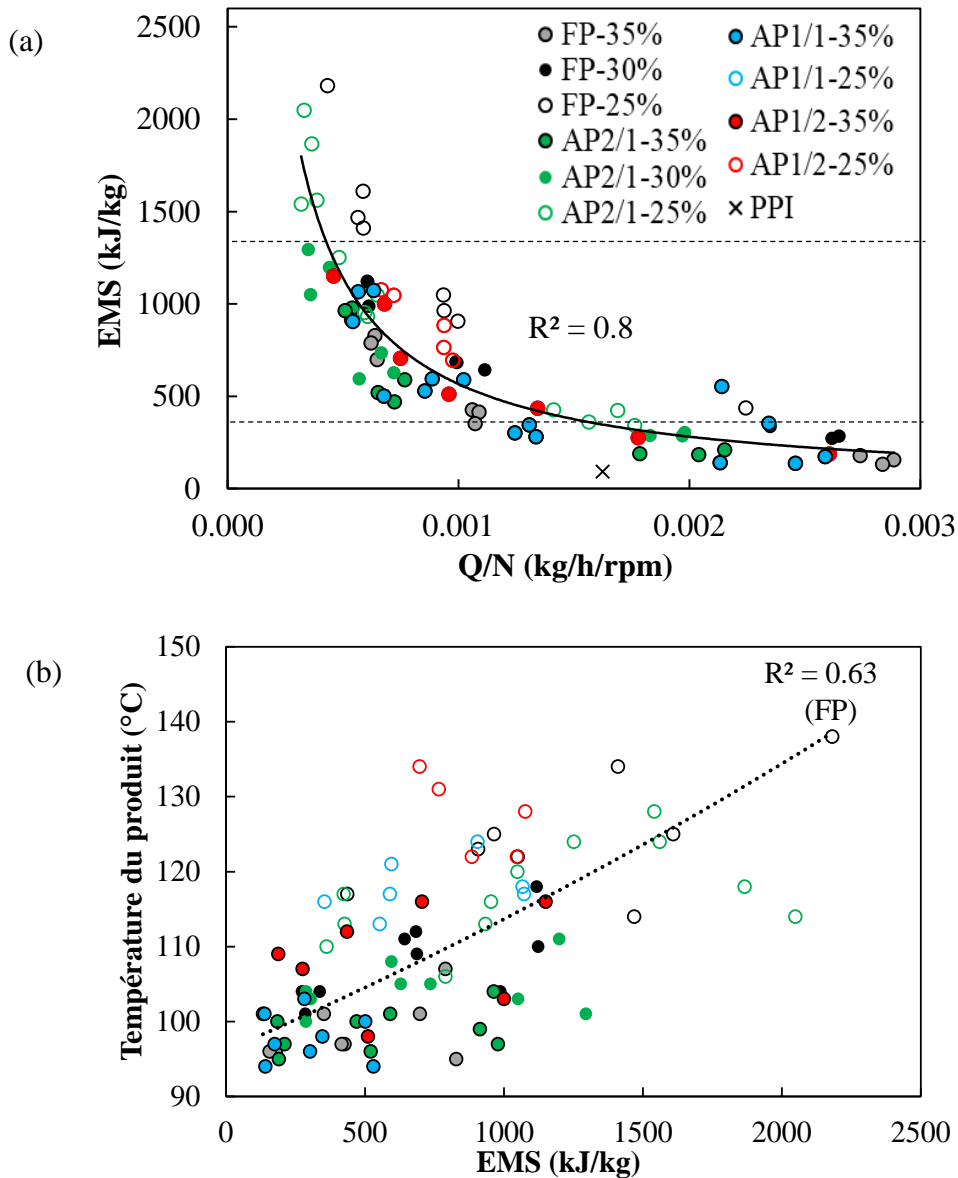 (a)
EMS (kJ/kg)
2500
2000
1500
1000
500
0
FP-35%
FP-30%
FP-25%
AP2/1-35%
AP2/1-30%
AP2/1-25%
AP1/1-35%
AP1/1-25%
AP1/2-35%
AP1/2-25%
PPI
R² = 0.8
0.000
0.001
0.002
0.003
Q/N (kg/h/rpm)
(b)
Température du produit (°C)
150
140
130
120
110
100
90
R² = 0.63
(FP)
0
500
1000
1500
2000
2500
EMS (kJ/kg)